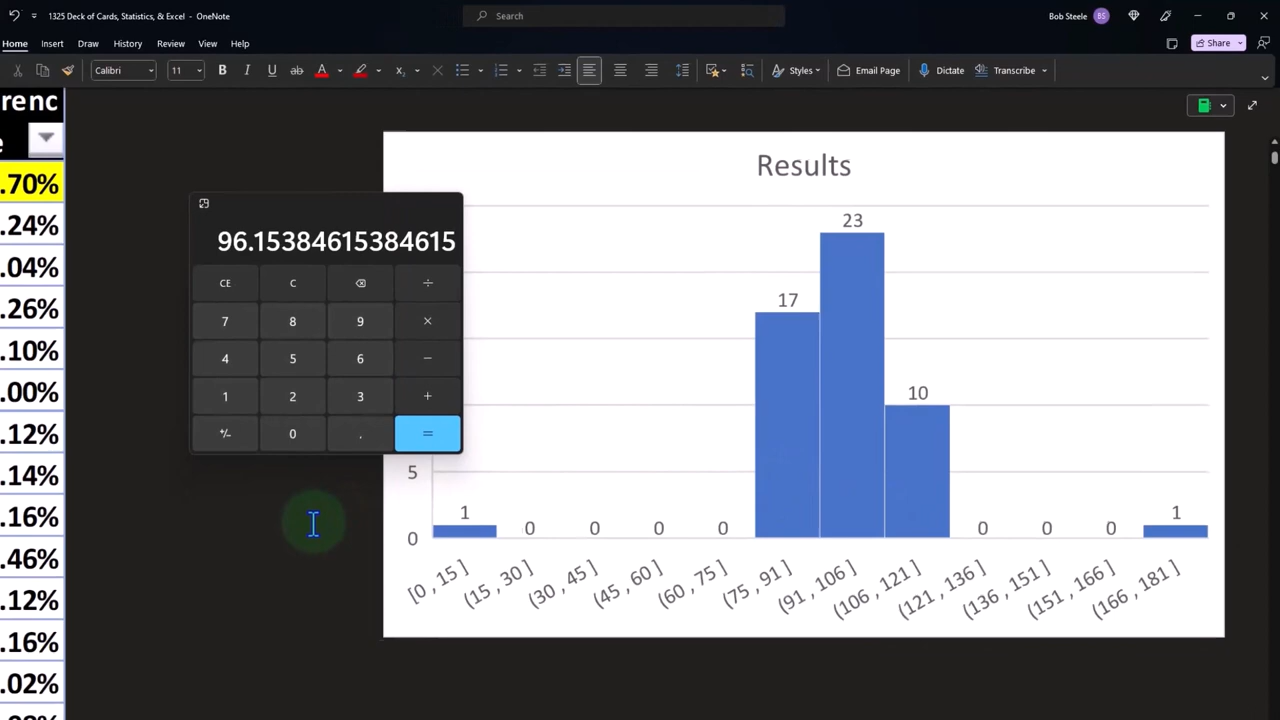 1325 Deck of Cards, Statistics, & Excel - OneNote
Search
Bob Steele BS
Home Insert Draw History Review View Help
Share
Calibri 11 B I U ab A Styles Email Page Dictate Transcribe
renc
e
.70%
.24%
.04%
.26%
.10%
.00%
.12%
.14%
.16%
.46%
.12%
.16%
.02%
96.15384615384615
CE C ÷
7 8 9 ×
4 5 6 −
1 2 3 +
+/- 0 . =
Results
23
17
10
5
1 0 0 0 0 0 0 0 1
0
[0 , 15 ] (15 , 30 ] (30 , 45 ] (45 , 60 ] (60 , 75 ] (75 , 91 ] (91 , 106 ] (106 , 121 ] (121 , 136 ] (136 , 151 ] (151 , 166 ] (166 , 181 ]